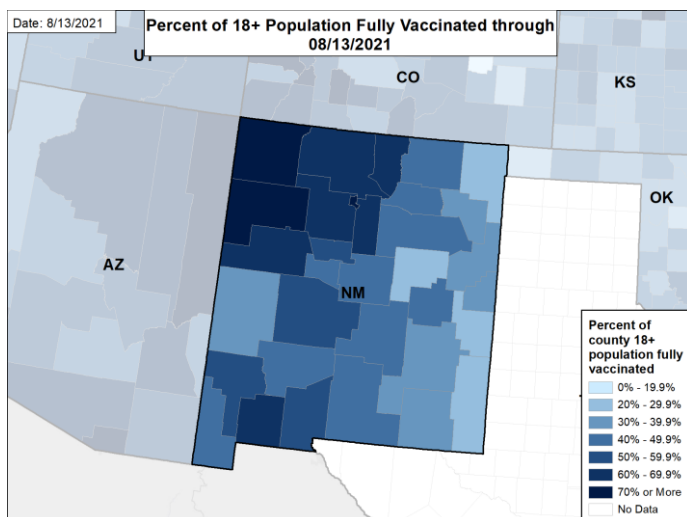 Date: 8/13/2021
Percent of 18+ Population Fully Vaccinated through
08/13/2021
UT
CO
KS
OK
AZ
NM
Percent of
county 18+
population fully
vaccinated
0% - 19.9%
20% - 29.9%
30% - 39.9%
40% - 49.9%
50% - 59.9%
60% - 69.9%
70% or More
No Data